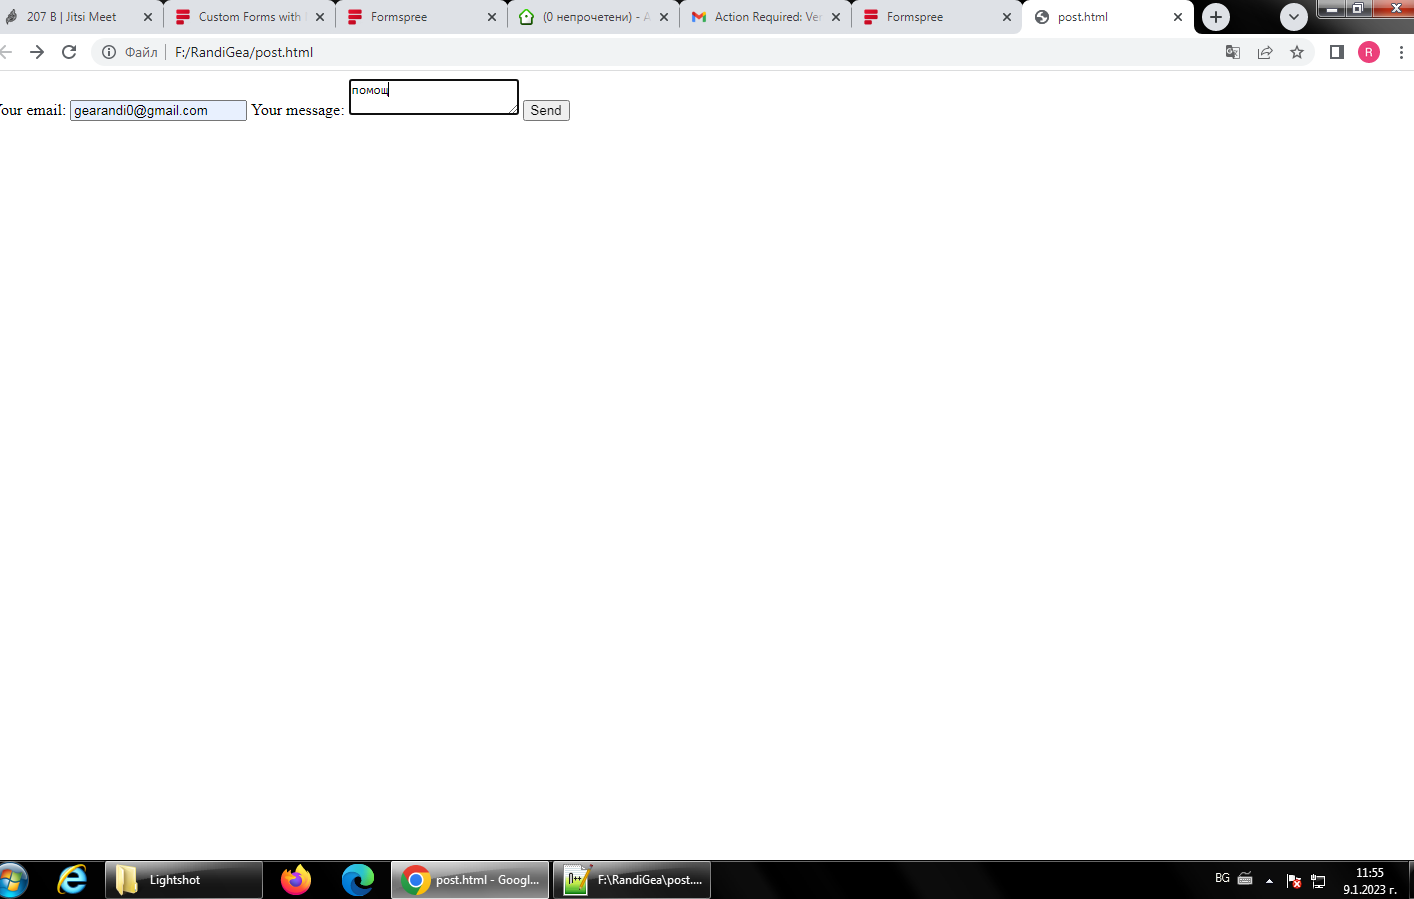 207 B | Jitsi Meet
Custom Forms with
Formspree
(0 непрочетени) - А
Action Required: Ver
Formspree
post.html
Файл
F:/RandiGea/post.html
R
our email:
gearandi0@gmail.com
Your message:
помощ
Send
Lightshot
post.html - Googl...
F:\RandiGea\post....
BG
11:55
9.1.2023 г.